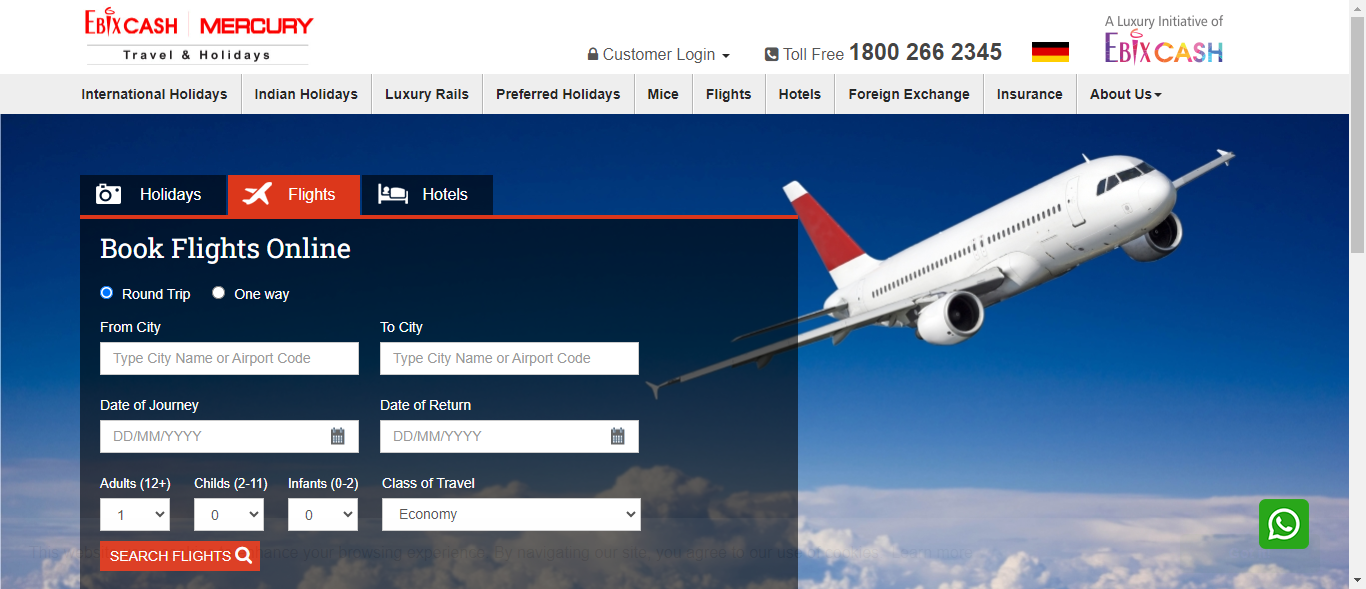 EbixCASH MERCURY
Travel & Holidays
Customer Login
Toll Free 1800 266 2345
A Luxury Initiative of
EbixCASH
International Holidays
Indian Holidays
Luxury Rails
Preferred Holidays
Mice
Flights
Hotels
Foreign Exchange
Insurance
About Us
Holidays
Flights
Hotels
Book Flights Online
Round Trip
One way
From City
To City
Type City Name or Airport Code
Type City Name or Airport Code
Date of Journey
Date of Return
DD/MM/YYYY
DD/MM/YYYY
Adults (12+)
Childs (2-11)
Infants (0-2)
Class of Travel
1
0
0
Economy
SEARCH FLIGHTS
your browsing experience. By navigating our site, you agree to our use